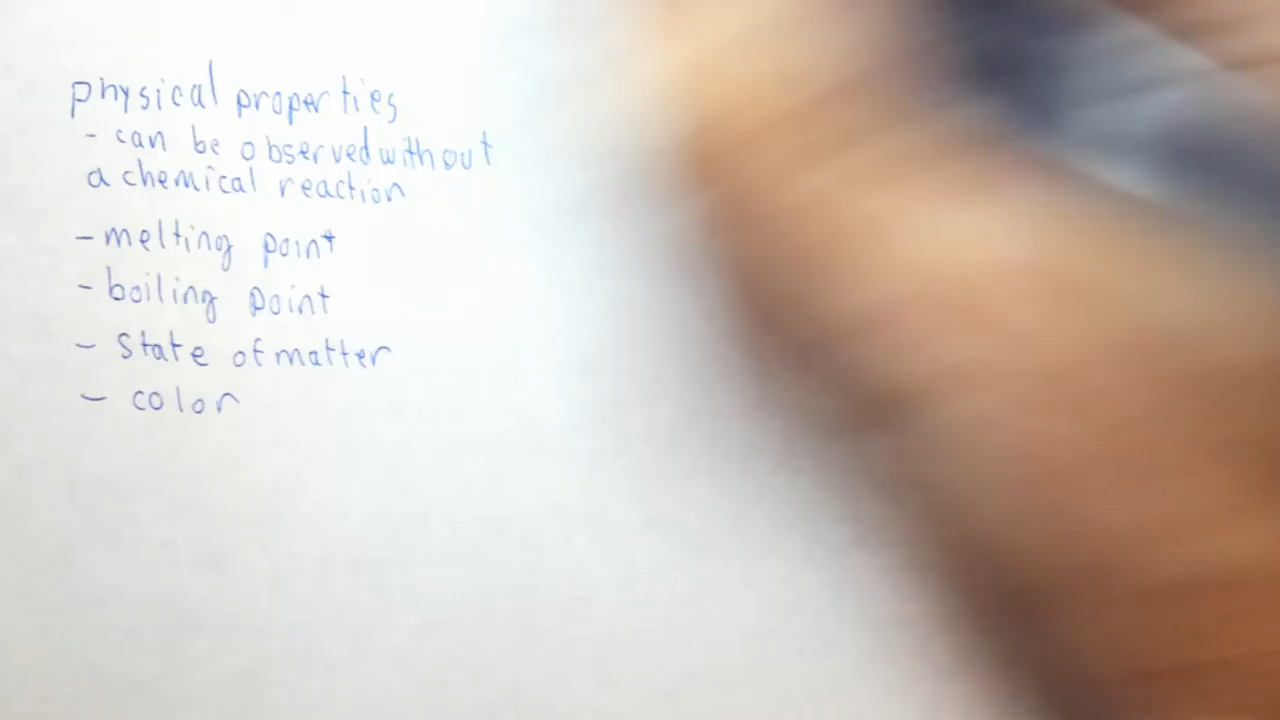 physical properties
- can be observed without
a chemical reaction
- melting point
- boiling point
- state of matter
- color